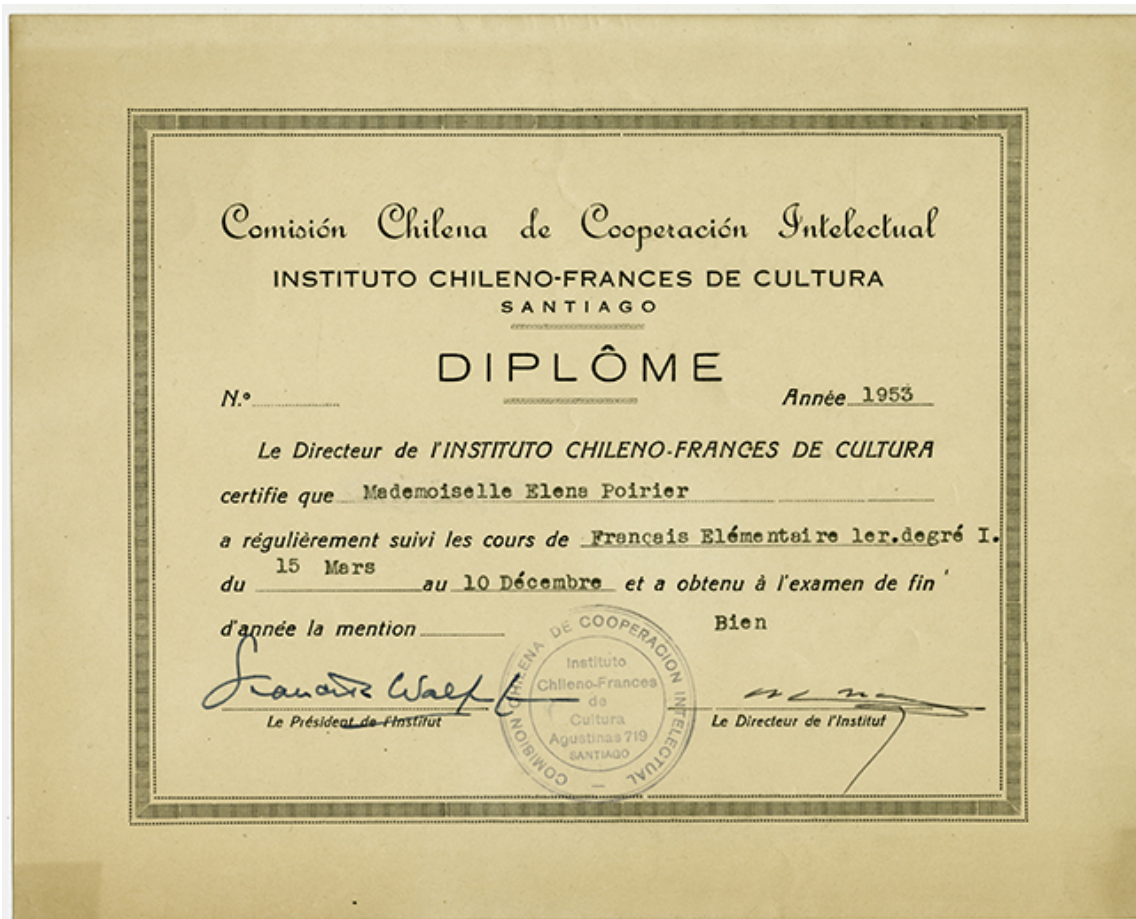 Comisión Chilena de Cooperación Intelectual
INSTITUTO CHILENO-FRANCES DE CULTURA
SANTIAGO
DIPLÔME
N.º
Année 1953
Le Directeur de l'INSTITUTO CHILENO-FRANCES DE CULTURA
certifie que Mademoiselle Elena Poirier
a régulièrement suivi les cours de Français Elémentaire 1er.degré I.
du 15 Mars au 10 Décembre et a obtenu à l'examen de fin
d'année la mention Bien
Le Président de l'Institut
COMISION CHILENA DE COOPERACION INTELECTUAL
Instituto
Chileno-Frances
de
Cultura
Agustinas 719
SANTIAGO
Le Directeur de l'Institut